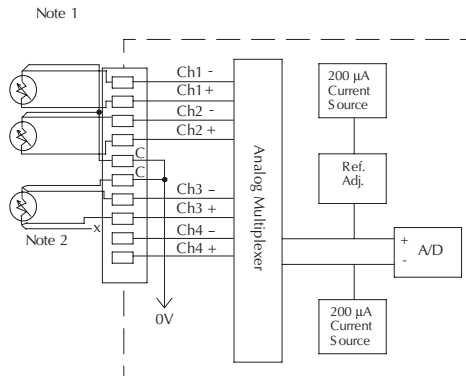 Note 1
Ch1 -
Ch1+
Ch2 -
Ch2 +
C
C
Ch3 –
Ch3 +
Ch4 –
Ch4 +
x
Note 2
0V
Analog Multiplexer
200 µA
Current
Source
Ref.
Adj.
+
-
A/D
200 µA
Current
Source